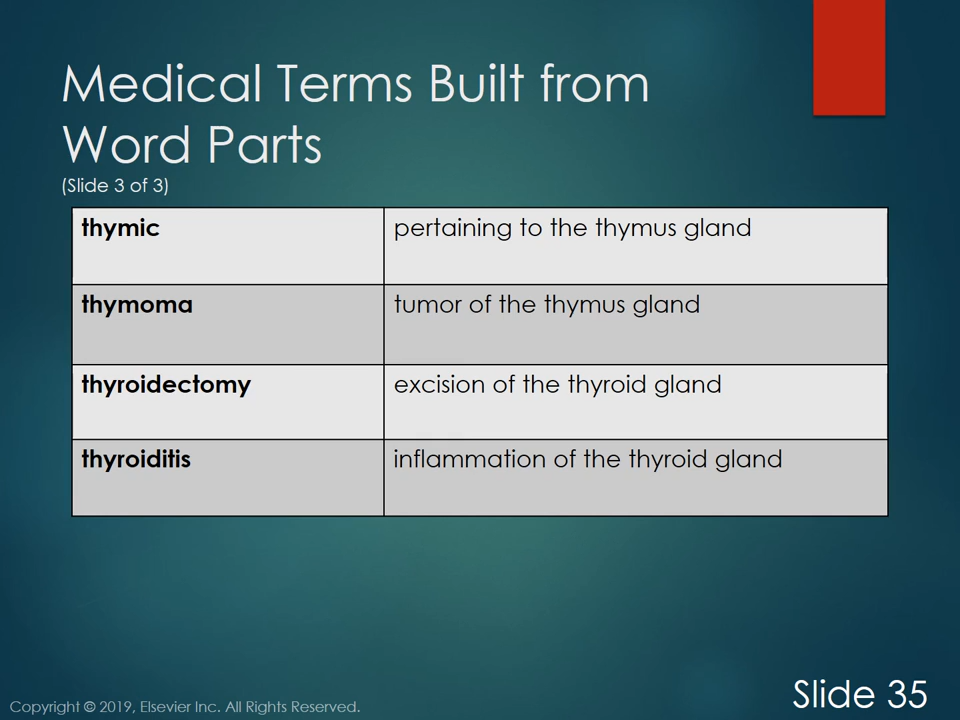 Medical Terms Built from
Word Parts
(Slide 3 of 3)
thymic
pertaining to the thymus gland
thymoma
tumor of the thymus gland
thyroidectomy
excision of the thyroid gland
thyroiditis
inflammation of the thyroid gland
Copyright © 2019, Elsevier Inc. All Rights Reserved.
Slide 35